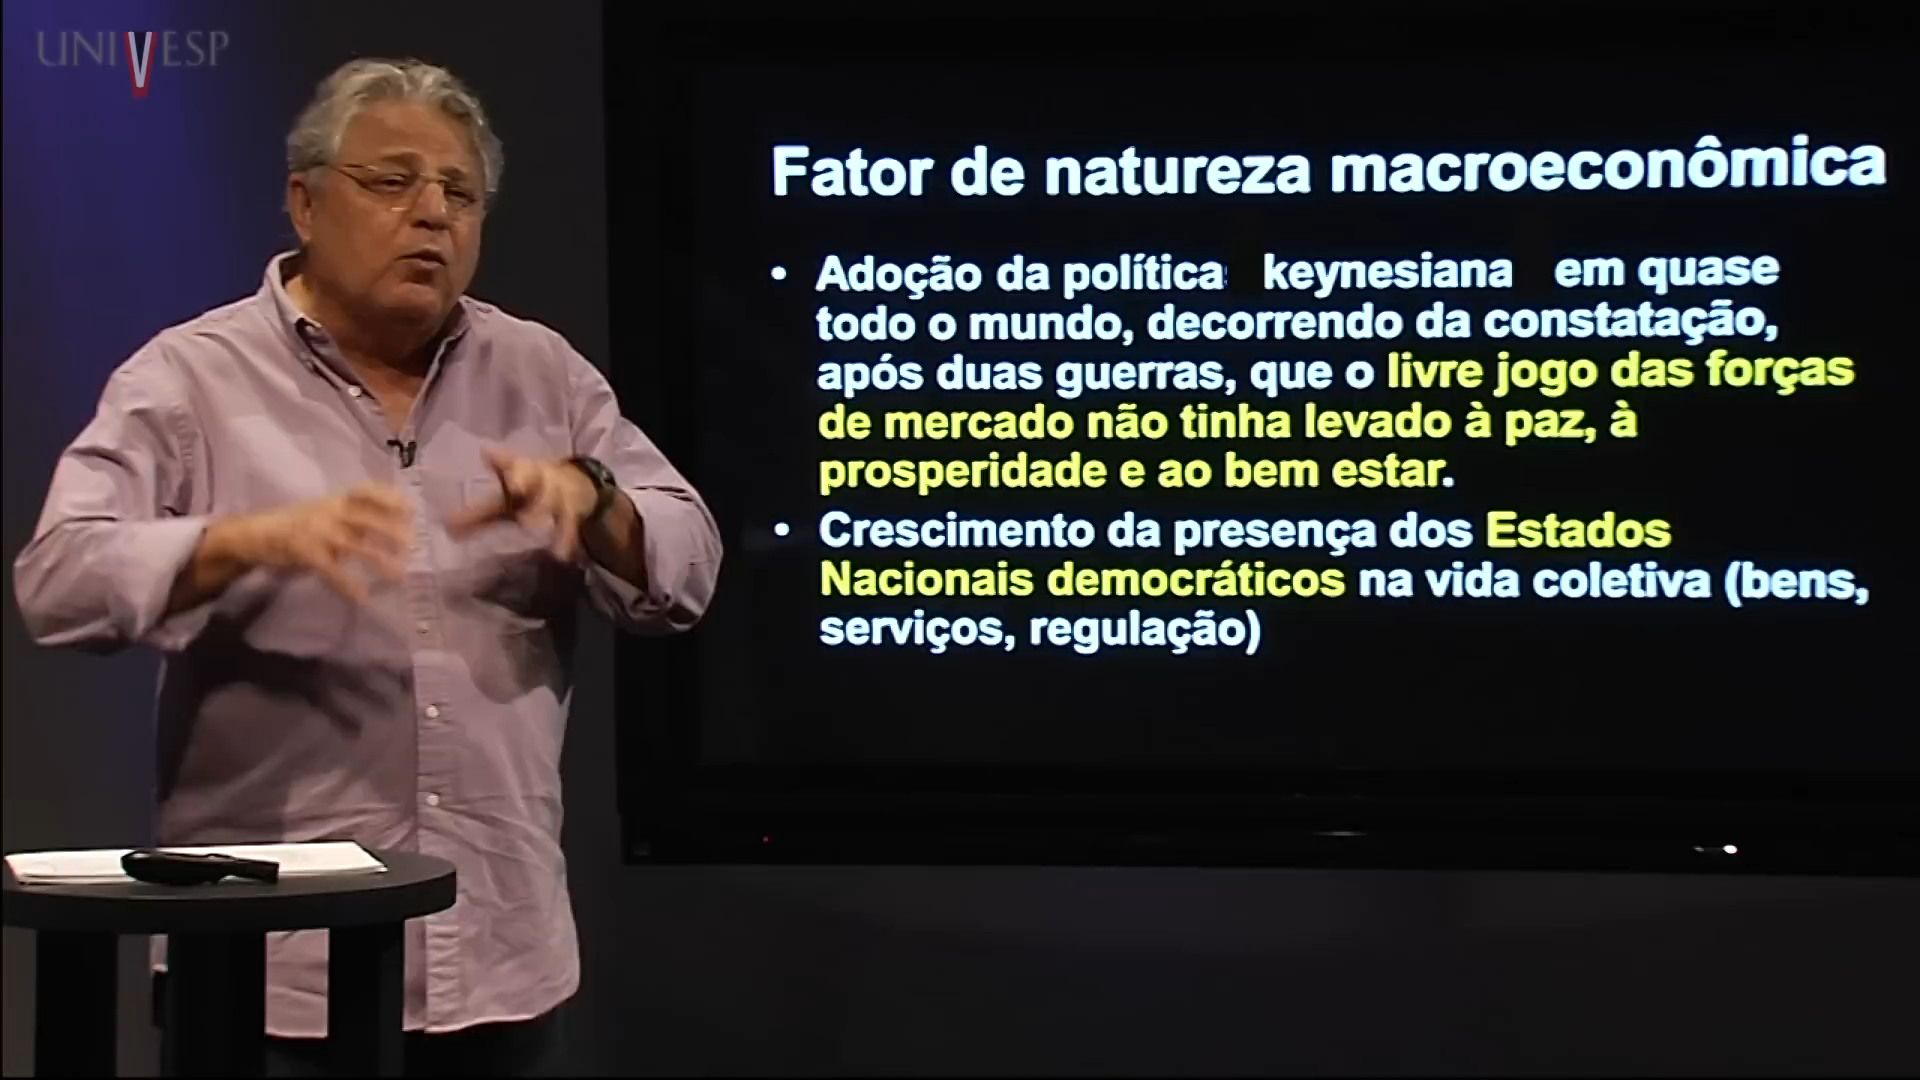 UNIVESP
Fator de natureza macroeconômica
• Adoção da política keynesiana em quase
todo o mundo, decorrendo da constatação,
após duas guerras, que o livre jogo das forças
de mercado não tinha levado à paz, à
prosperidade e ao bem estar.
• Crescimento da presença dos Estados
Nacionais democráticos na vida coletiva (bens,
serviços, regulação)